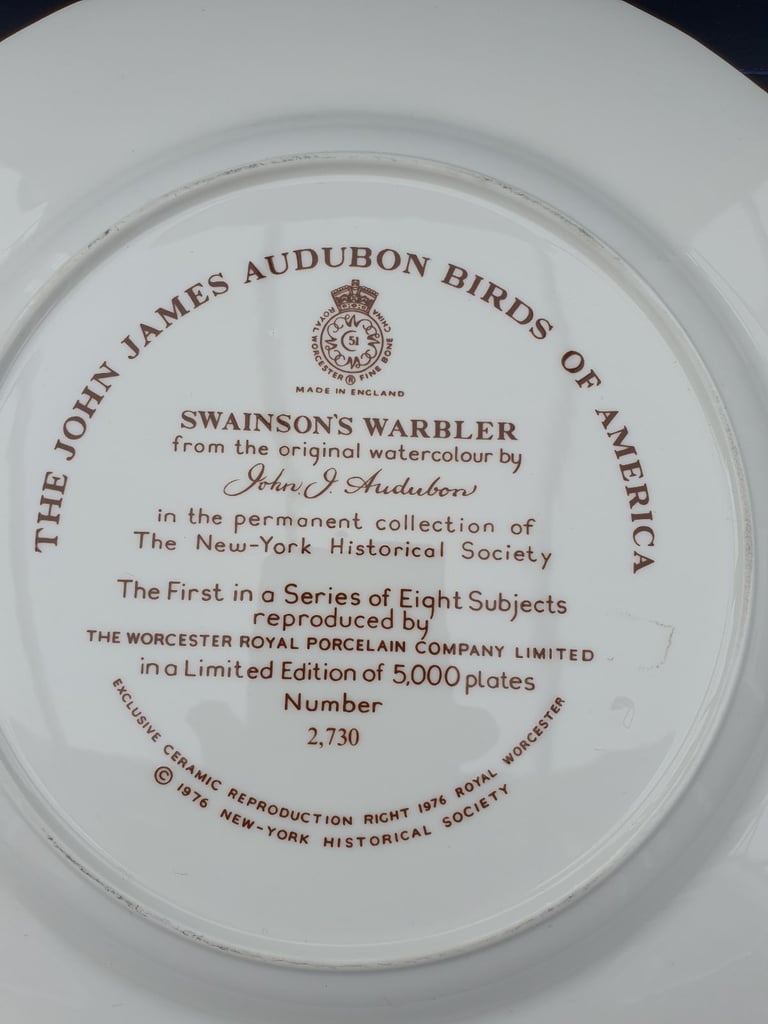 THE JOHN JAMES AUDUBON BIRDS OF AMERICA
ROYAL WORCESTER ® FINE BONE CHINA
51
MADE IN ENGLAND
SWAINSON'S WARBLER
from the original watercolour by
John J. Audubon
in the permanent collection of
The New-York Historical Society
The First in a Series of Eight Subjects
reproduced by
THE WORCESTER ROYAL PORCELAIN COMPANY LIMITED
in a Limited Edition of 5,000 plates
Number
2,730
EXCLUSIVE CERAMIC REPRODUCTION RIGHT 1976 ROYAL WORCESTER
© 1976 NEW-YORK HISTORICAL SOCIETY